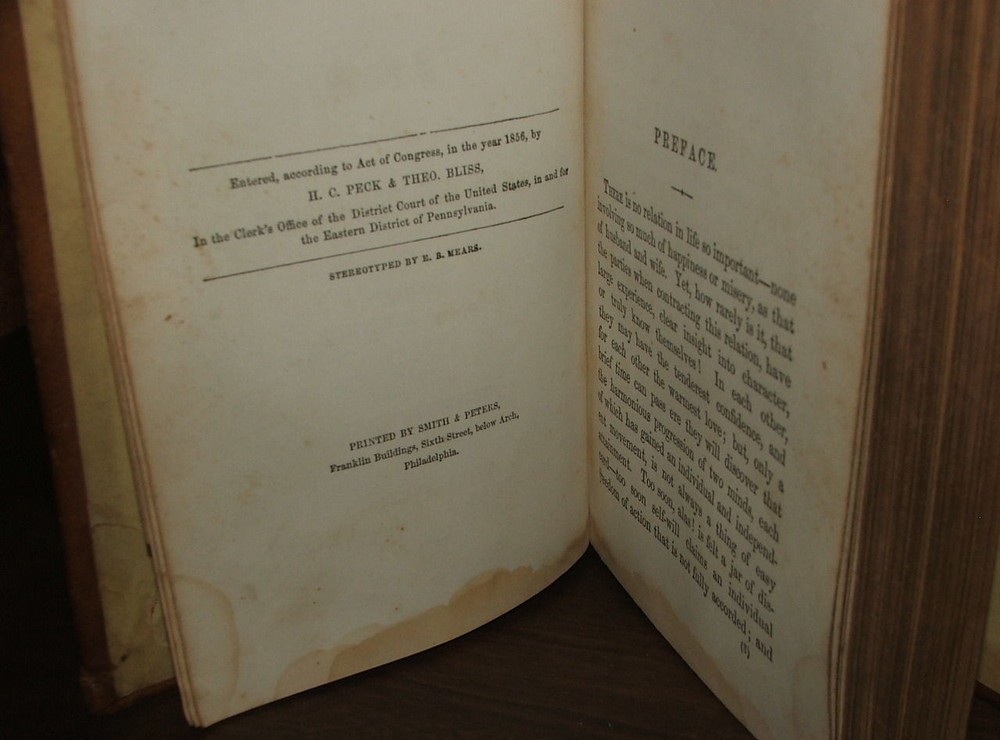 Entered, according to Act of Congress, in the year 1856, by
H. C. PECK & THEO. BLISS,
In the Clerk's Office of the District Court of the United States, in and for
the Eastern District of Pennsylvania.
STEREOTYPED BY E. B. MEARS.
PRINTED BY SMITH & PETERS,
Franklin Buildings, Sixth Street, below Arch,
Philadelphia.
PREFACE.
THERE is no relation in life so important—none
involving so much of happiness or misery, as that
of husband and wife. Yet, how rarely is it, that
the parties when contracting this relation, have
large experience, clear insight into character,
or truly know themselves! In each other,
they may have the tenderest confidence, and
for each other the warmest love; but, only a
brief time can pass ere they will discover that
the harmonious progression of two minds, each
of which has gained an individual and independ-
ent movement, is not always a thing of easy
attainment. Too soon, alas! is felt a jar of dis-
cord—too soon self-will claims an individual
freedom of action that is not fully accorded; and